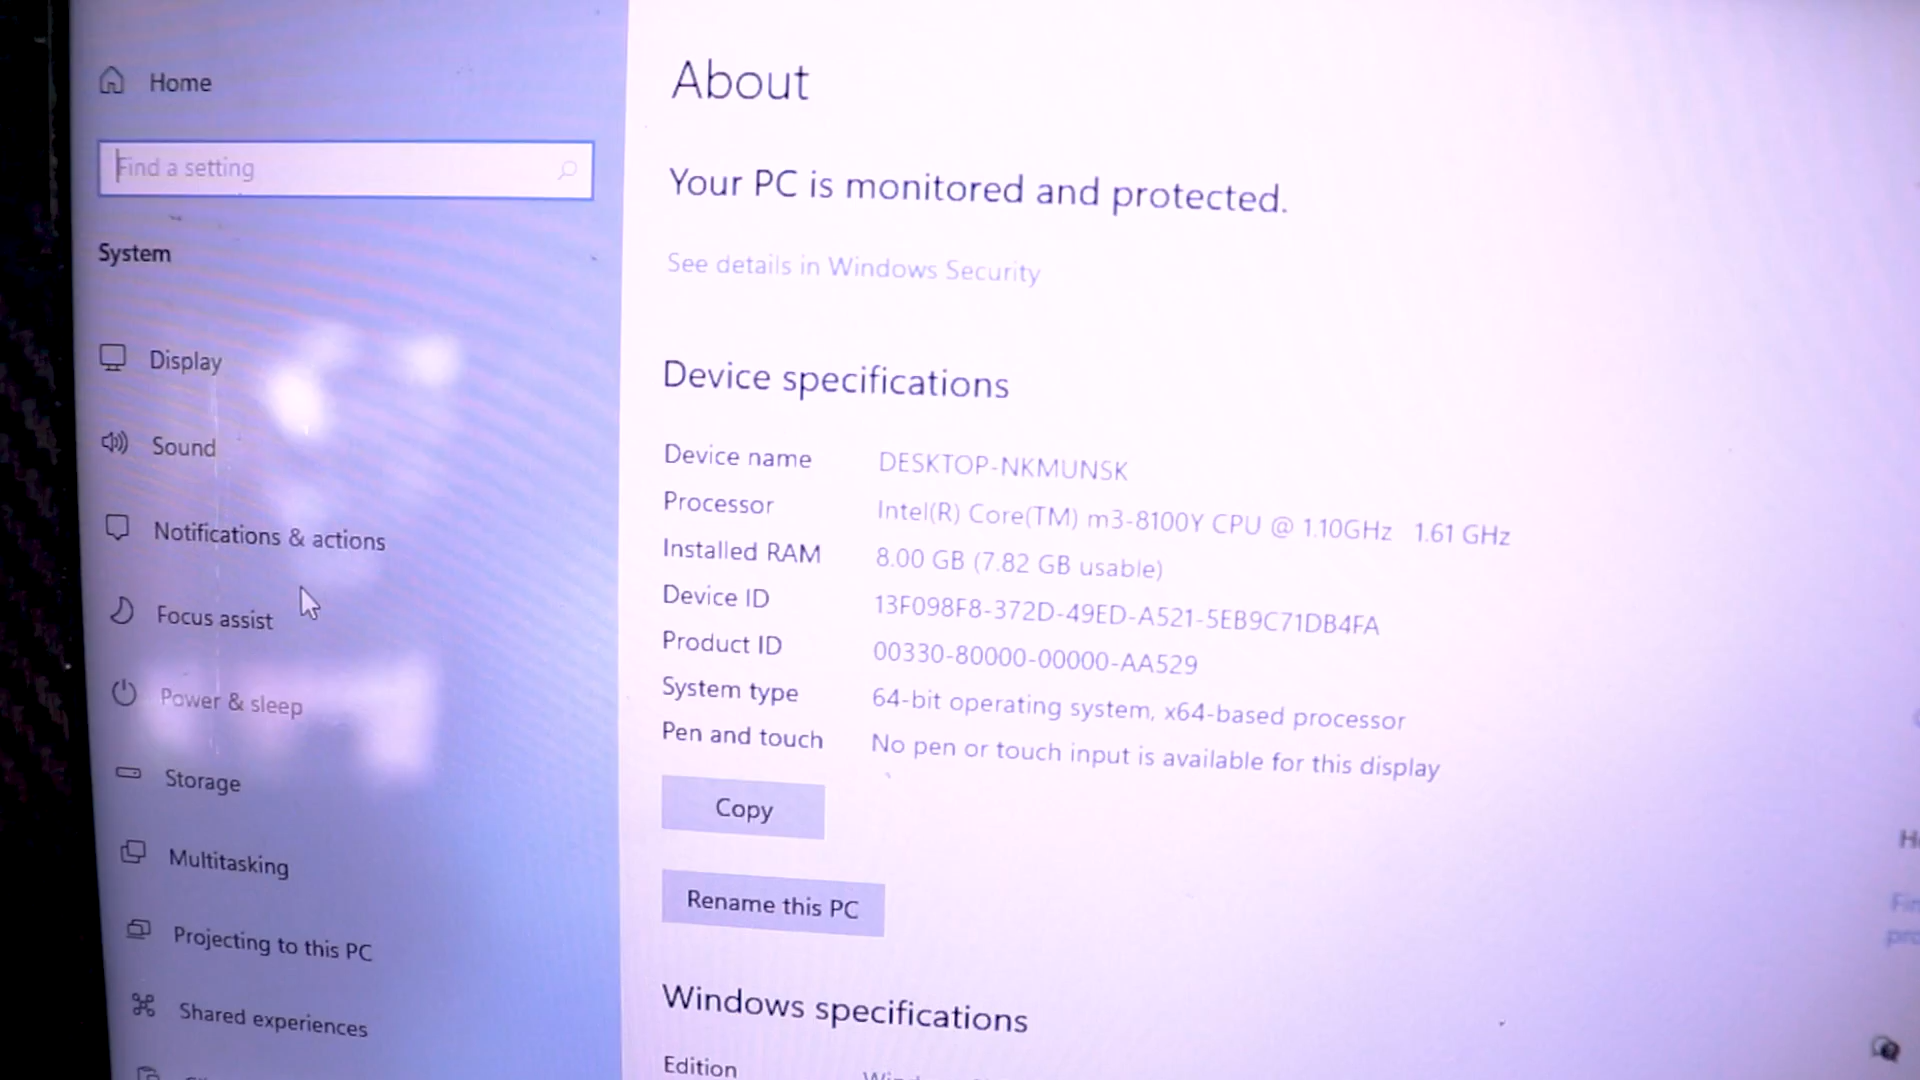 Home
Find a setting
System
Display
Sound
Notifications & actions
Focus assist
Power & sleep
Storage
Multitasking
Projecting to this PC
Shared experiences
About
Your PC is monitored and protected.
See details in Windows Security
Device specifications
Device name DESKTOP-NKMUNSK
Processor Intel(R) Core(TM) m3-8100Y CPU @ 1.10GHz 1.61 GHz
Installed RAM 8.00 GB (7.82 GB usable)
Device ID 13F098F8-372D-49ED-A521-5EB9C71DB4FA
Product ID 00330-80000-00000-AA529
System type 64-bit operating system, x64-based processor
Pen and touch No pen or touch input is available for this display
Copy
Rename this PC
Windows specifications
Edition